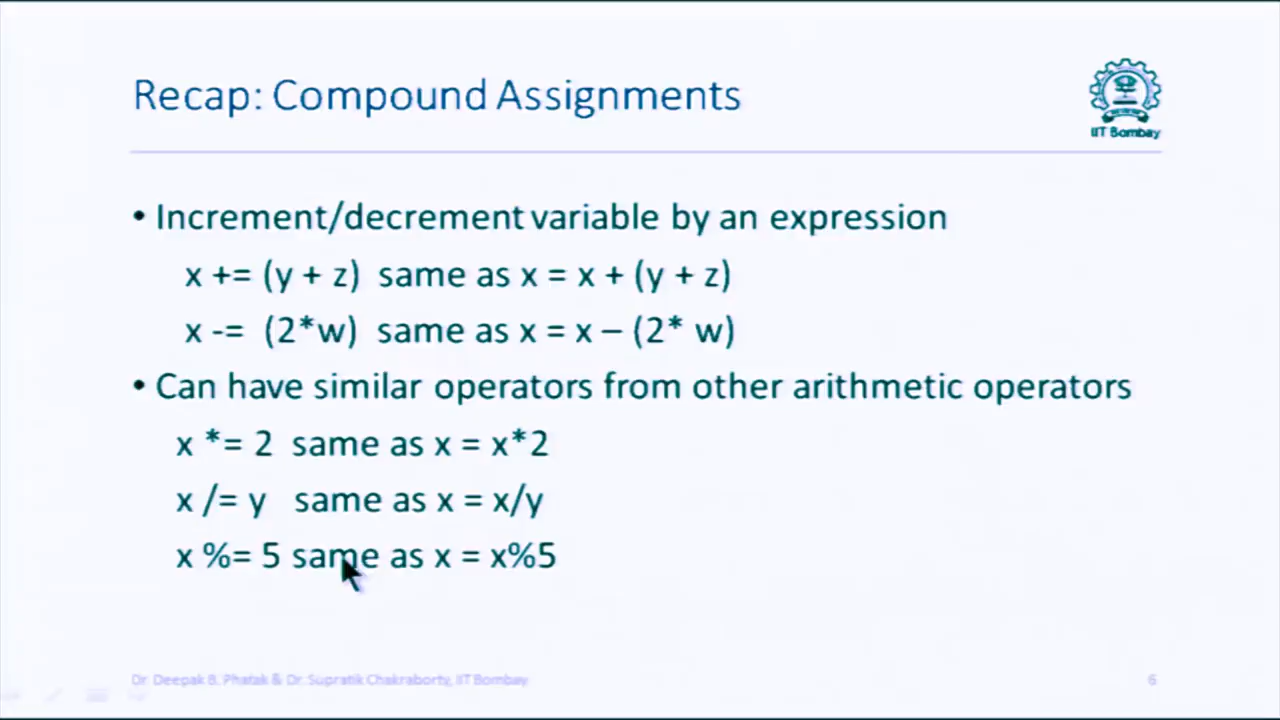 Recap: Compound Assignments
IIT Bombay
• Increment/decrement variable by an expression
x += (y + z) same as x = x + (y + z)
x -= (2*w) same as x = x – (2* w)
• Can have similar operators from other arithmetic operators
x *= 2 same as x = x*2
x /= y same as x = x/y
x %= 5 same as x = x%5
Dr. Deepak B. Phatak & Dr. Supratik Chakraborty, IIT Bombay
6